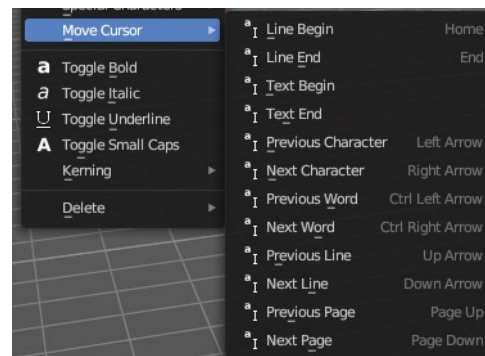 Special Characters
Move Cursor
a Toggle Bold
a Toggle Italic
U Toggle Underline
A Toggle Small Caps
Kerning
Delete
Line Begin Home
Line End End
Text Begin
Text End
Previous Character Left Arrow
Next Character Right Arrow
Previous Word Ctrl Left Arrow
Next Word Ctrl Right Arrow
Previous Line Up Arrow
Next Line Down Arrow
Previous Page Page Up
Next Page Page Down